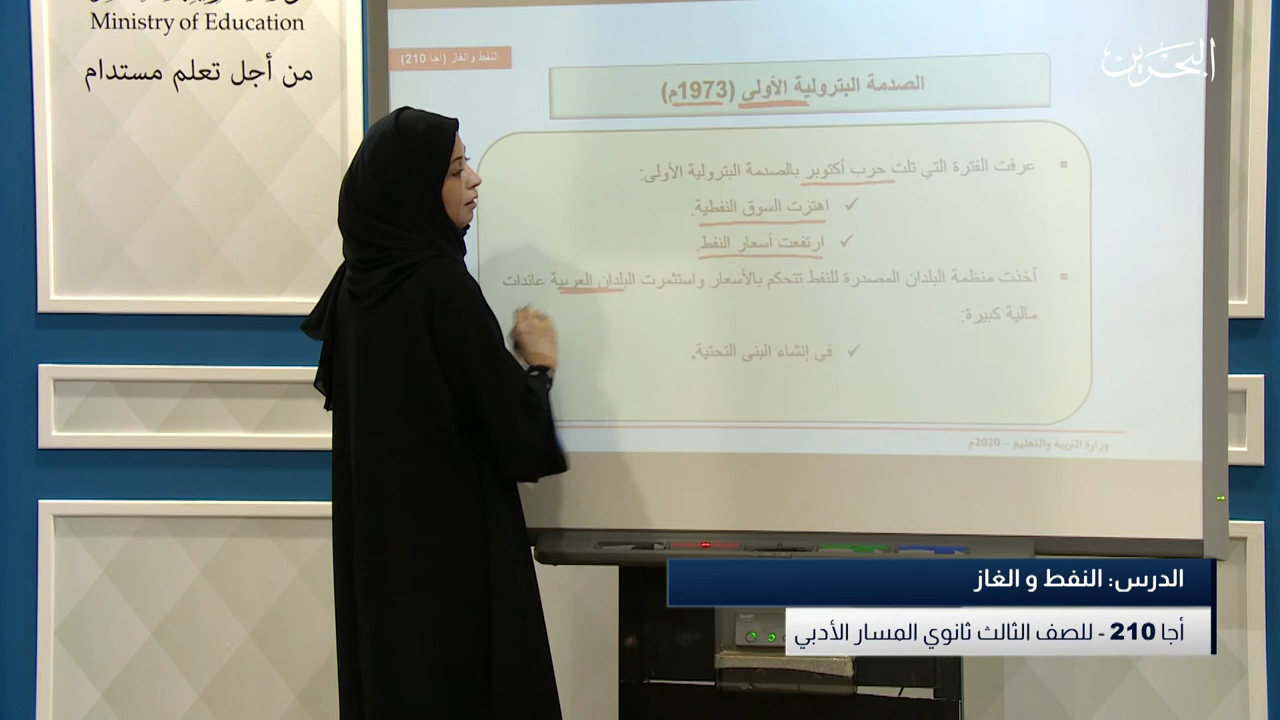 Ministry of Education
من أجل تعلم مستدام
البحرين
النفط والغاز (اجا 210)
الصدمة البترولية الأولى (1973م)
▪ عرفت الفترة التي تلت حرب أكتوبر بالصدمة البترولية الأولى:
✓ اهتزت السوق النفطية.
✓ ارتفعت أسعار النفط.
▪ أخذت منظمة البلدان المصدرة للنفط تتحكم بالأسعار واستثمرت البلدان العربية عائدات
مالية كبيرة:
✓ في إنشاء البنى التحتية.
وزارة التربية والتعليم – 2020م
الدرس: النفط و الغاز
أجا 210 - للصف الثالث ثانوي المسار الأدبي